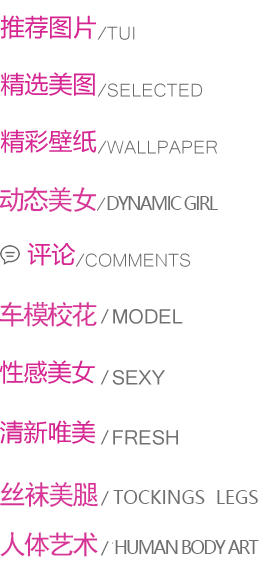 推荐图片/TUI
精选美图/SELECTED
精彩壁纸/WALLPAPER
动态美女/DYNAMIC GIRL
评论/COMMENTS
车模校花 / MODEL
性感美女 / SEXY
清新唯美 / FRESH
丝袜美腿 / TOCKINGS LEGS
人体艺术 / HUMAN BODY ART